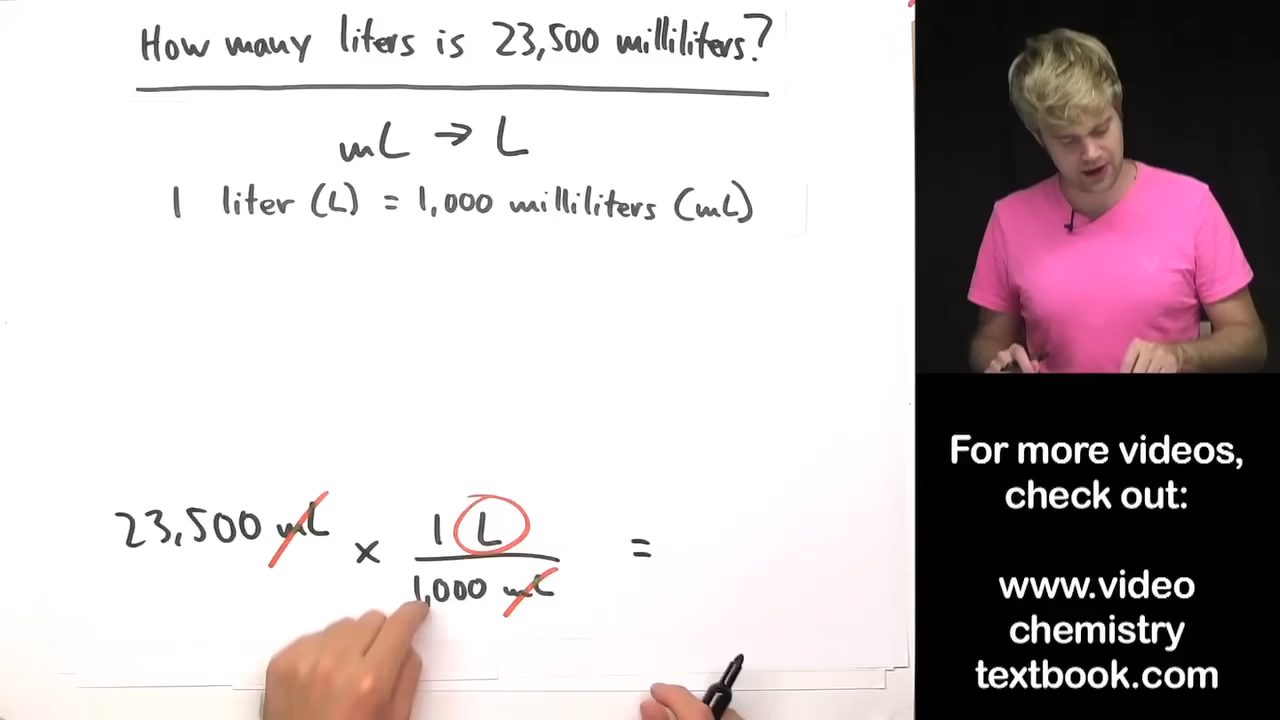 How many liters is 23,500 milliliters?
mL → L
1 liter (L) = 1,000 milliliters (mL)
23,500 mL × 1 L =
1,000 mL
For more videos,
check out:
www.video
chemistry
textbook.com